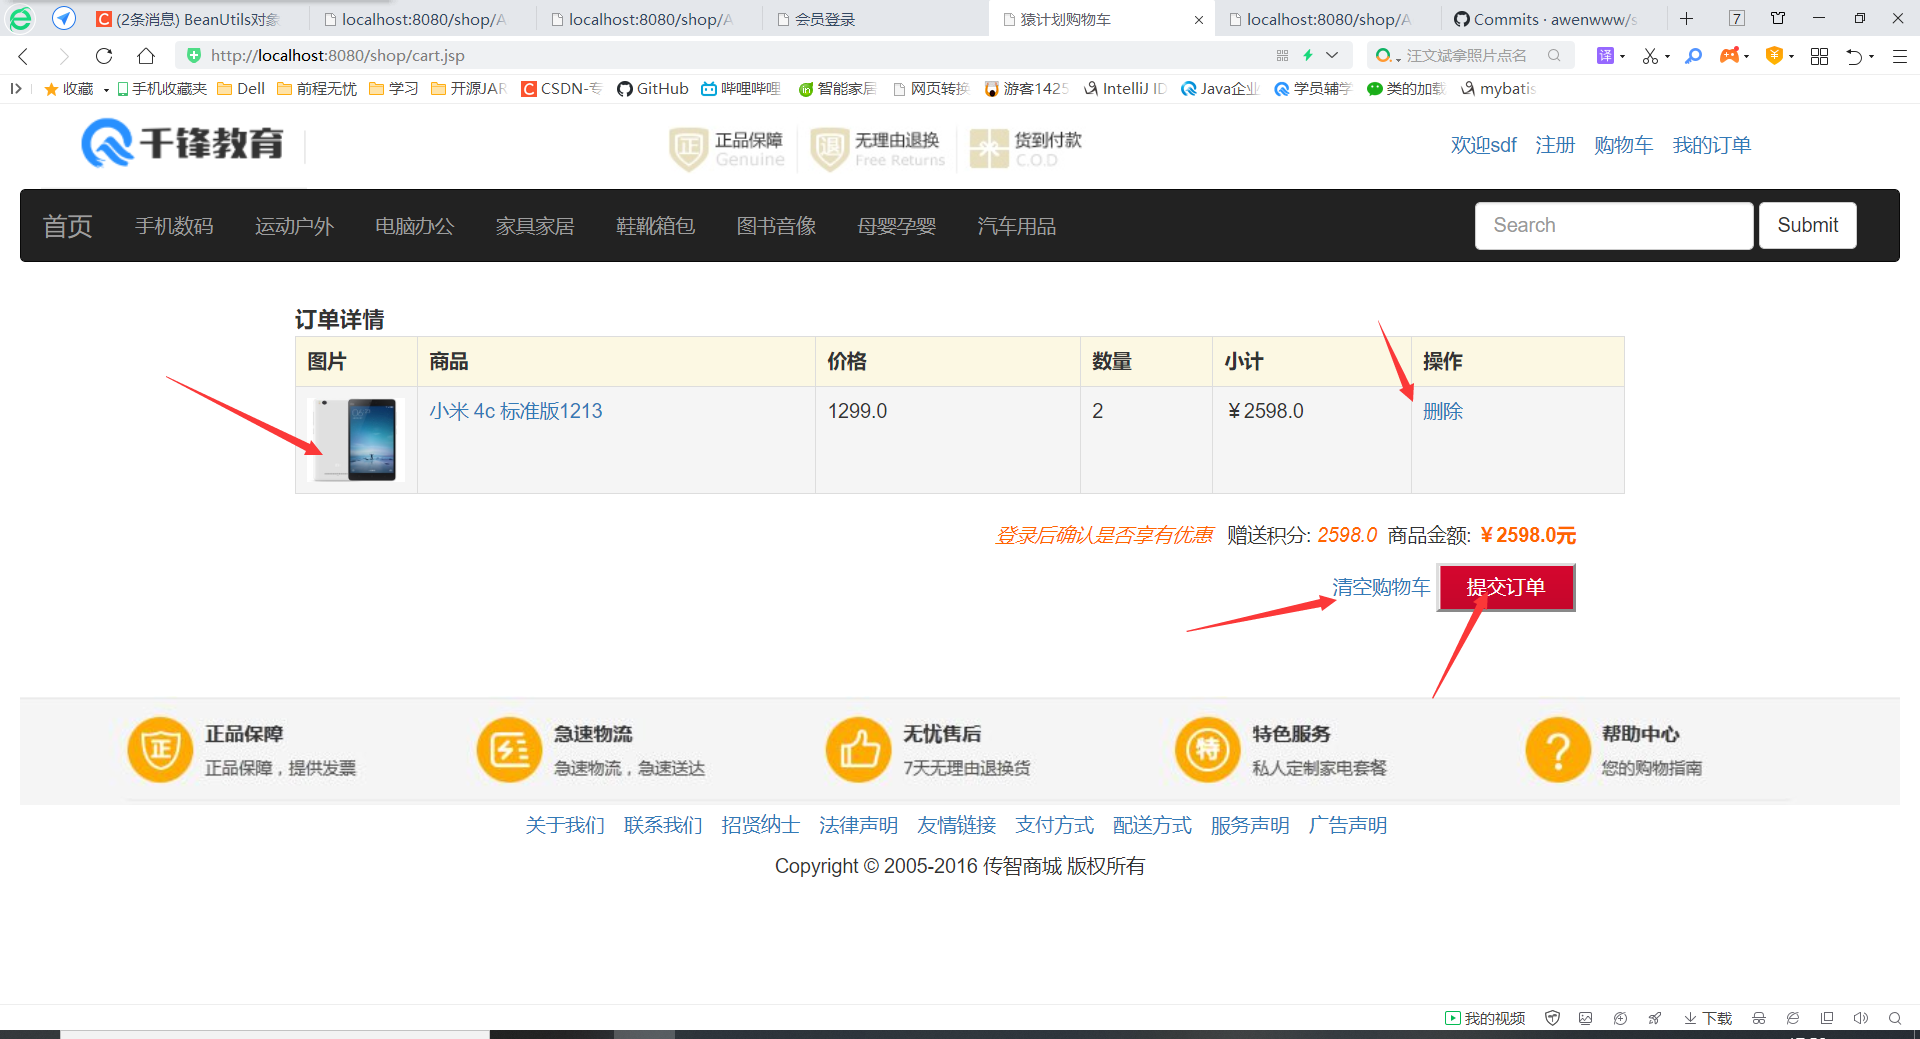 (2条消息) BeanUtils对象
localhost:8080/shop/A
localhost:8080/shop/A
会员登录
猿计划购物车
localhost:8080/shop/A
Commits · awenwww/s
7
http://localhost:8080/shop/cart.jsp
汪文斌拿照片点名
译
收藏
手机收藏夹
Dell
前程无忧
学习
开源JAR
CSDN-专
GitHub
哔哩哔哩
智能家居
网页转换
游客1425
IntelliJ ID
Java企业
学员辅学
类的加载
mybatis
千锋教育
正
正品保障
Genuine
退
无理由退换
Free Returns
货到付款
C.O.D
欢迎sdf 注册 购物车 我的订单
首页 手机数码 运动户外 电脑办公 家具家居 鞋靴箱包 图书音像 母婴孕婴 汽车用品
Search
Submit
订单详情
图片 商品 价格 数量 小计 操作
小米 4c 标准版1213 1299.0 2 ￥2598.0 删除
登录后确认是否享有优惠 赠送积分: 2598.0 商品金额: ￥2598.0元
清空购物车 提交订单
正
正品保障
正品保障，提供发票
急速物流
急速物流，急速送达
无忧售后
7天无理由退换货
特
特色服务
私人定制家电套餐
?
帮助中心
您的购物指南
关于我们 联系我们 招贤纳士 法律声明 友情链接 支付方式 配送方式 服务声明 广告声明
Copyright © 2005-2016 传智商城 版权所有
我的视频
下载